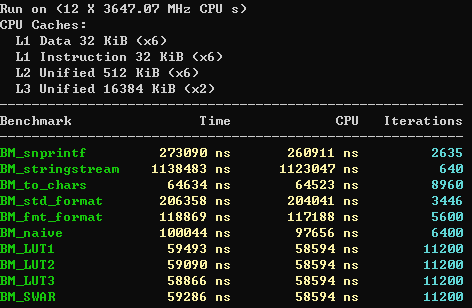 Run on (12 X 3647.07 MHz CPU s)
CPU Caches:
L1 Data 32 KiB (x6)
L1 Instruction 32 KiB (x6)
L2 Unified 512 KiB (x6)
L3 Unified 16384 KiB (x2)
Benchmark Time CPU Iterations
BM_snprintf 273090 ns 260911 ns 2635
BM_stringstream 1138483 ns 1123047 ns 640
BM_to_chars 64634 ns 64523 ns 8960
BM_std_format 206358 ns 204041 ns 3446
BM_fmt_format 118869 ns 117188 ns 5600
BM_naive 100044 ns 97656 ns 6400
BM_LUT1 59493 ns 58594 ns 11200
BM_LUT2 59090 ns 58594 ns 11200
BM_LUT3 58866 ns 58594 ns 11200
BM_SWAR 59286 ns 58594 ns 11200